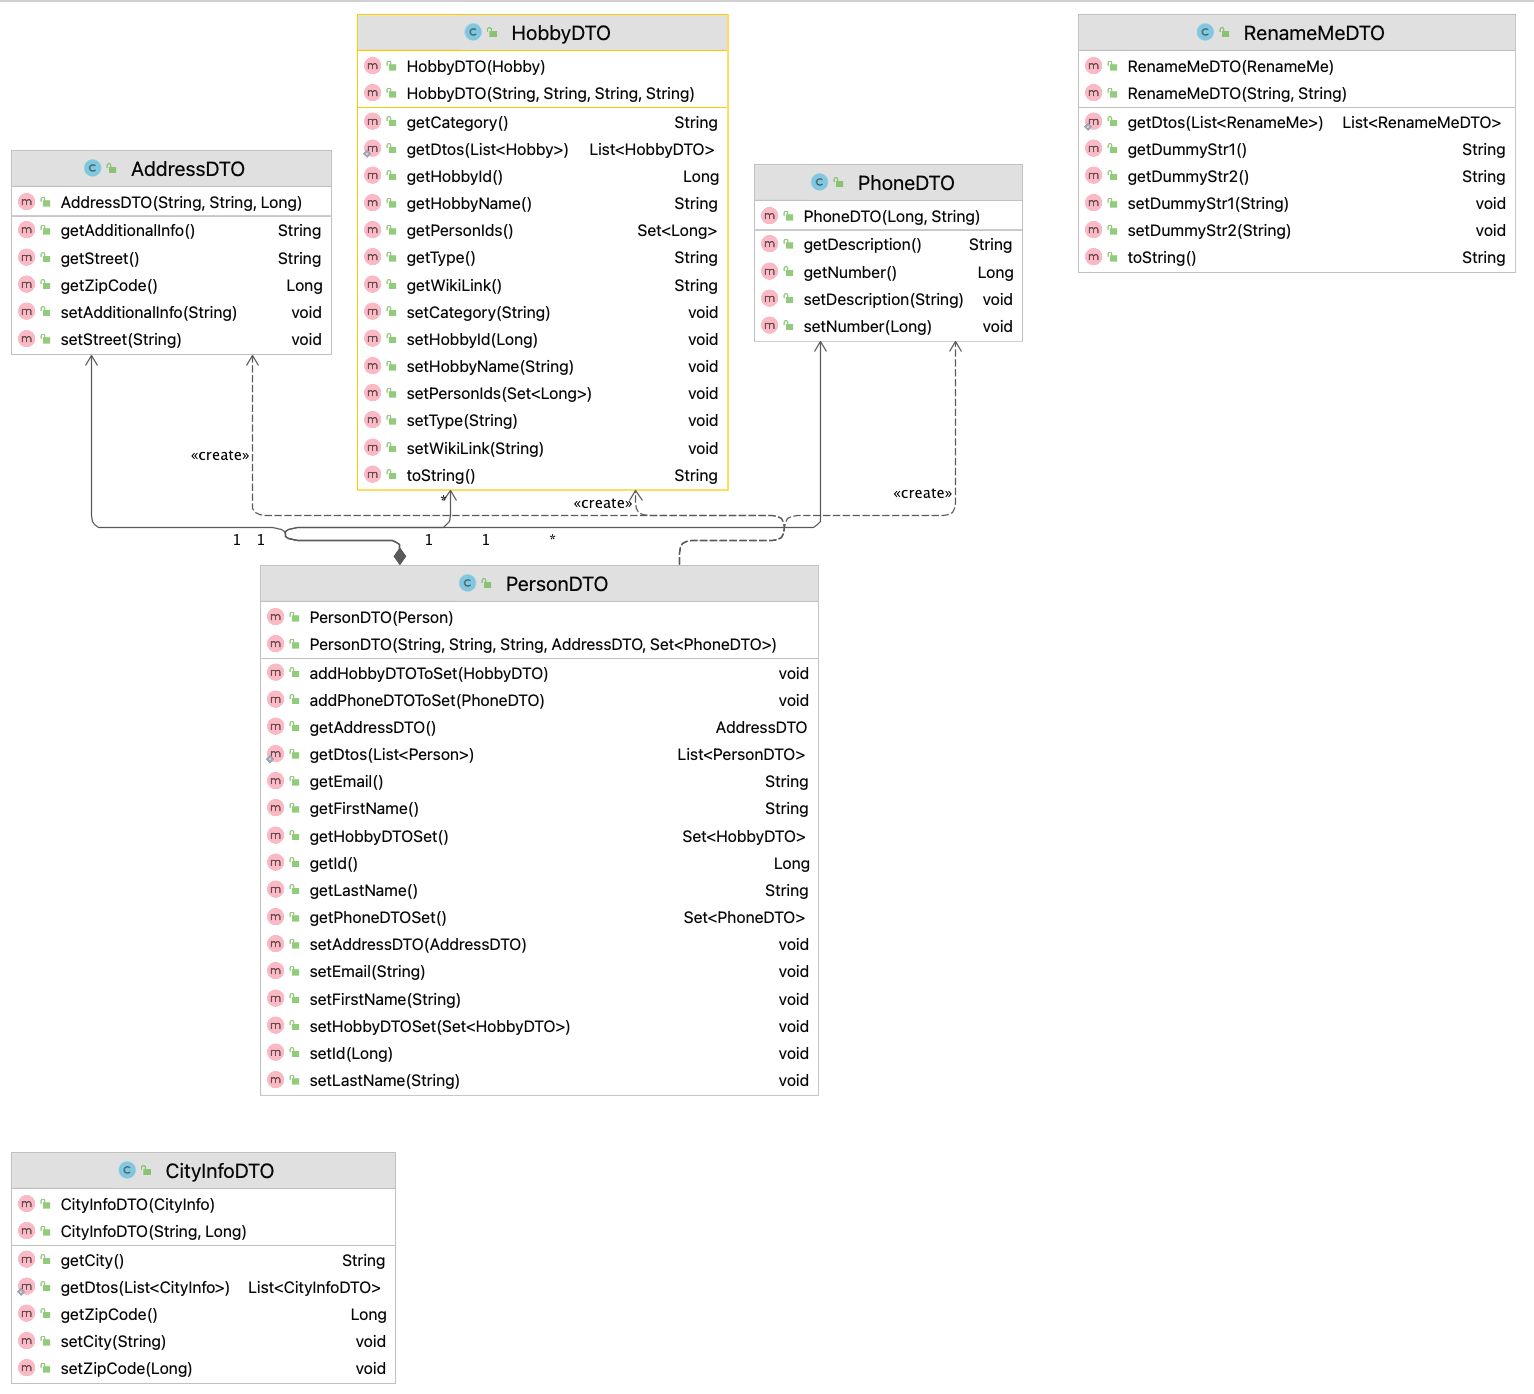 HobbyDTO
HobbyDTO(Hobby)
HobbyDTO(String, String, String, String)
getCategory() String
getDtos(List<Hobby>) List<HobbyDTO>
getHobbyId() Long
getHobbyName() String
getPersonIds() Set<Long>
getType() String
getWikiLink() String
setCategory(String) void
setHobbyId(Long) void
setHobbyName(String) void
setPersonIds(Set<Long>) void
setType(String) void
setWikiLink(String) void
toString() String
RenameMeDTO
RenameMeDTO(RenameMe)
RenameMeDTO(String, String)
getDtos(List<RenameMe>) List<RenameMeDTO>
getDummyStr1() String
getDummyStr2() String
setDummyStr1(String) void
setDummyStr2(String) void
toString() String
AddressDTO
AddressDTO(String, String, Long)
getAdditionalInfo() String
getStreet() String
getZipCode() Long
setAdditionalInfo(String) void
setStreet(String) void
PhoneDTO
PhoneDTO(Long, String)
getDescription() String
getNumber() Long
setDescription(String) void
setNumber(Long) void
«create»
«create»
* «create»
1 1 1 1 *
PersonDTO
PersonDTO(Person)
PersonDTO(String, String, String, AddressDTO, Set<PhoneDTO>)
addHobbyDTOToSet(HobbyDTO) void
addPhoneDTOToSet(PhoneDTO) void
getAddressDTO() AddressDTO
getDtos(List<Person>) List<PersonDTO>
getEmail() String
getFirstName() String
getHobbyDTOSet() Set<HobbyDTO>
getId() Long
getLastName() String
getPhoneDTOSet() Set<PhoneDTO>
setAddressDTO(AddressDTO) void
setEmail(String) void
setFirstName(String) void
setHobbyDTOSet(Set<HobbyDTO>) void
setId(Long) void
setLastName(String) void
CityInfoDTO
CityInfoDTO(CityInfo)
CityInfoDTO(String, Long)
getCity() String
getDtos(List<CityInfo>) List<CityInfoDTO>
getZipCode() Long
setCity(String) void
setZipCode(Long) void